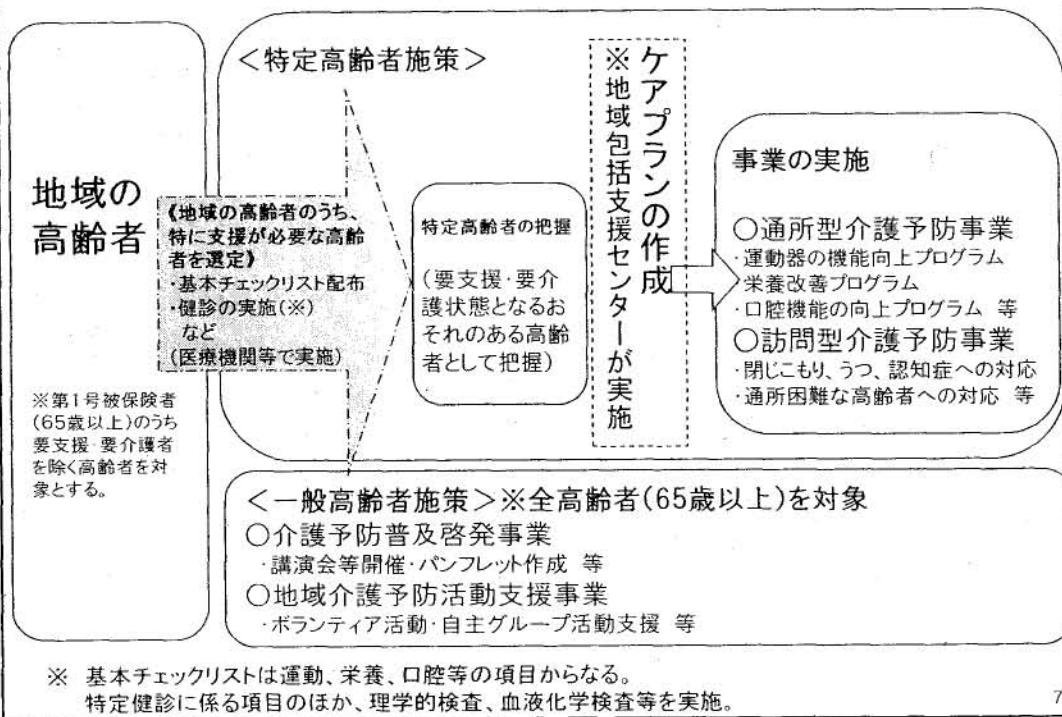 地域の
高齢者
※第1号被保険者
(65歳以上)のうち
要支援・要介護者
を除く高齢者を対
象とする。
＜特定高齢者施策＞
《地域の高齢者のうち、
特に支援が必要な高齢
者を選定》
・基本チェックリスト配布
・健診の実施(※)
など
(医療機関等で実施)
特定高齢者の把握
(要支援・要介
護状態となるお
それのある高齢
者として把握)
ケアプランの作成
※地域包括支援センターが実施
事業の実施
○通所型介護予防事業
・運動器の機能向上プログラム
・栄養改善プログラム
・口腔機能の向上プログラム 等
○訪問型介護予防事業
・閉じこもり、うつ、認知症への対応
・通所困難な高齢者への対応 等
＜一般高齢者施策＞※全高齢者(65歳以上)を対象
○介護予防普及啓発事業
・講演会等開催・パンフレット作成 等
○地域介護予防活動支援事業
・ボランティア活動・自主グループ活動支援 等
※ 基本チェックリストは運動、栄養、口腔等の項目からなる。
特定健診に係る項目のほか、理学的検査、血液化学検査等を実施。
7